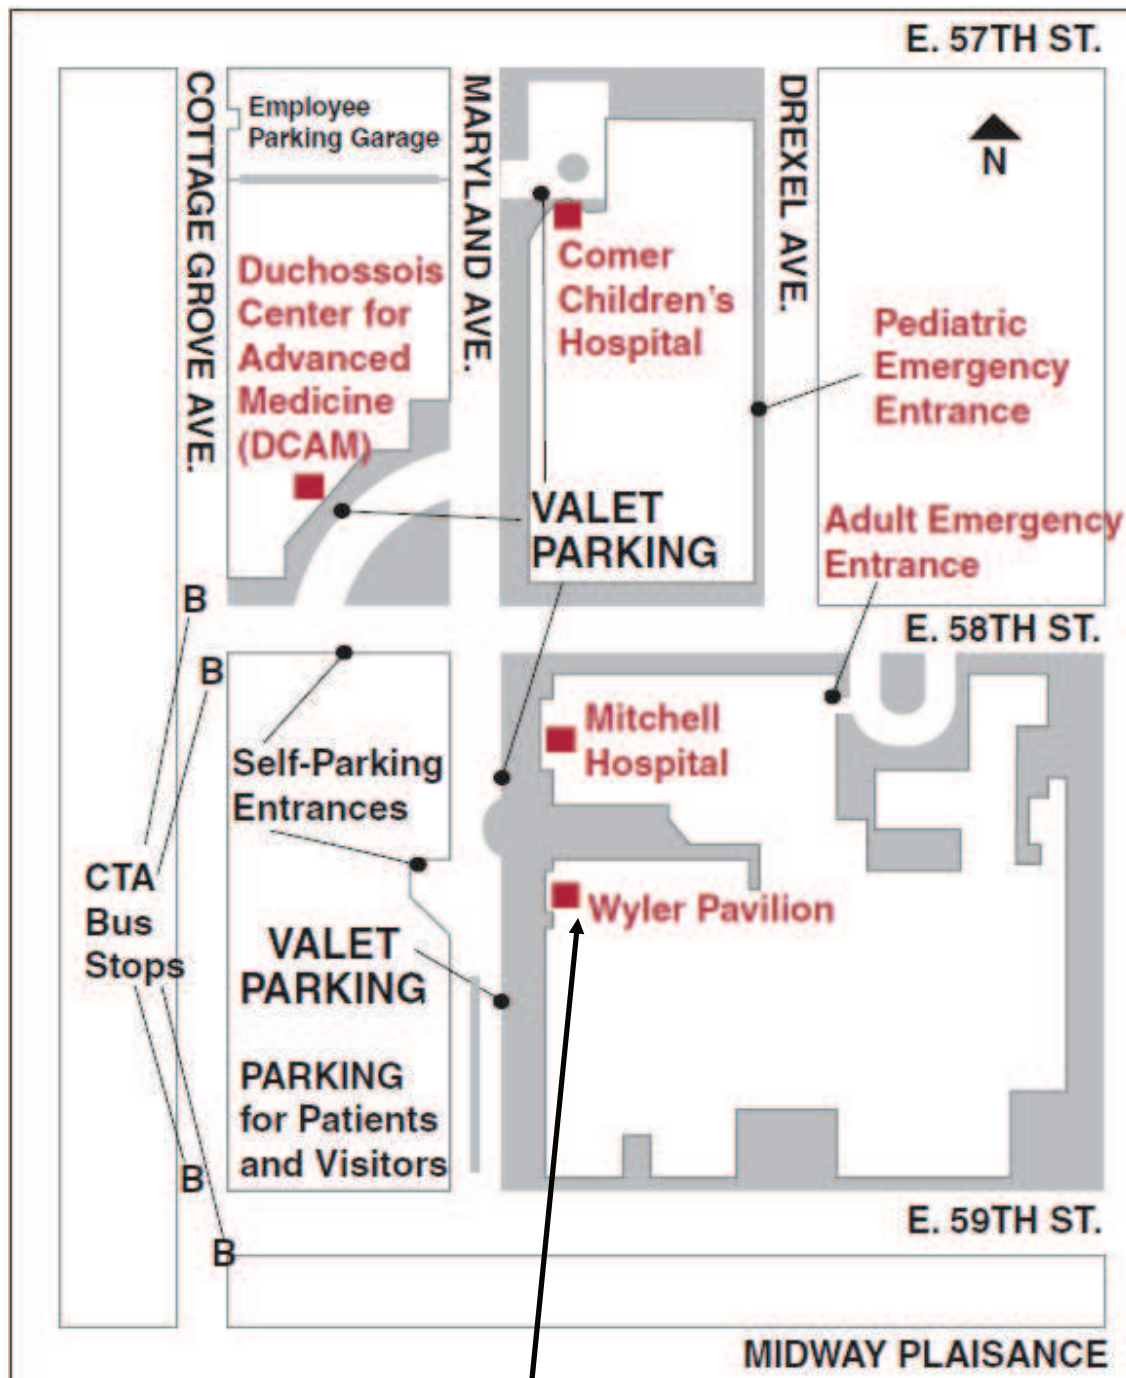 E. 57TH ST.
COTTAGE GROVE AVE.
Employee
Parking Garage
MARYLAND AVE.
DREXEL AVE.
N
Duchossois
Center for
Advanced
Medicine
(DCAM)
Comer
Children's
Hospital
Pediatric
Emergency
Entrance
VALET
PARKING
Adult Emergency
Entrance
B
E. 58TH ST.
B
Self-Parking
Entrances
Mitchell
Hospital
CTA
Bus
Stops
Wyler Pavilion
VALET
PARKING
PARKING
for Patients
and Visitors
B
E. 59TH ST.
B
MIDWAY PLAISANCE